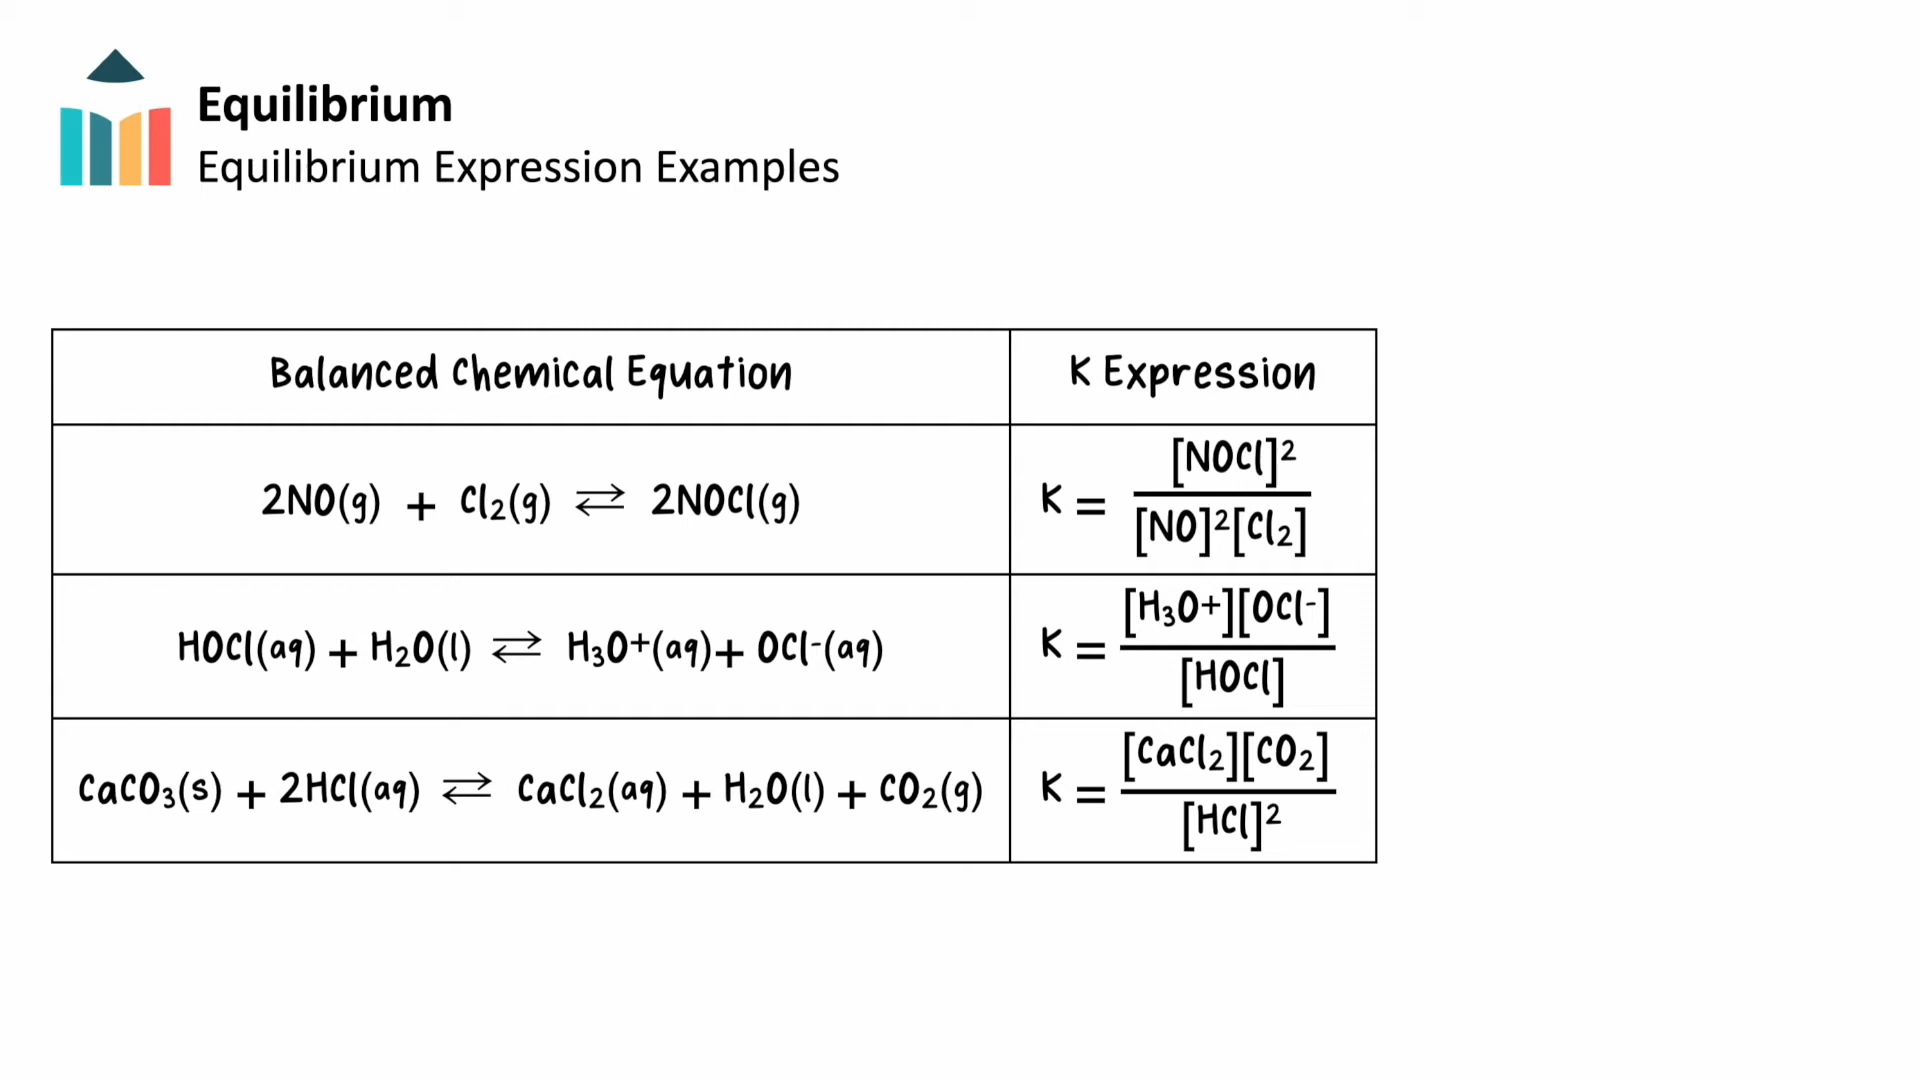 Equilibrium
Equilibrium Expression Examples
Balanced Chemical Equation
K Expression
2NO(g) + Cl₂(g) ⇄ 2NOCl(g)
K = [NOCl]² / [NO]²[Cl₂]
HOCl(aq) + H₂O(l) ⇄ H₃O⁺(aq) + OCl⁻(aq)
K = [H₃O⁺][OCl⁻] / [HOCl]
CaCO₃(s) + 2HCl(aq) ⇄ CaCl₂(aq) + H₂O(l) + CO₂(g)
K = [CaCl₂][CO₂] / [HCl]²